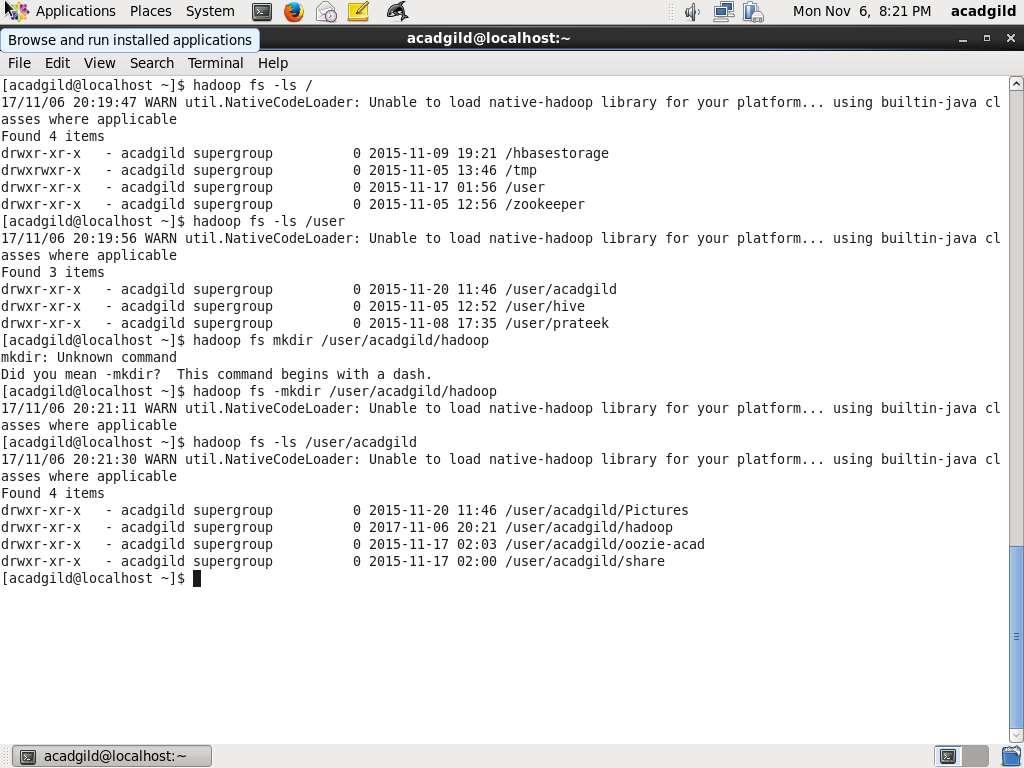 Applications Places System Mon Nov 6, 8:21 PM acadgild
Browse and run installed applications acadgild@localhost:~
File Edit View Search Terminal Help
[acadgild@localhost ~]$ hadoop fs -ls /
17/11/06 20:19:47 WARN util.NativeCodeLoader: Unable to load native-hadoop library for your platform... using builtin-java cl
asses where applicable
Found 4 items
drwxr-xr-x   - acadgild supergroup          0 2015-11-09 19:21 /hbasestorage
drwxrwxr-x   - acadgild supergroup          0 2015-11-05 13:46 /tmp
drwxr-xr-x   - acadgild supergroup          0 2015-11-17 01:56 /user
drwxr-xr-x   - acadgild supergroup          0 2015-11-05 12:56 /zookeeper
[acadgild@localhost ~]$ hadoop fs -ls /user
17/11/06 20:19:56 WARN util.NativeCodeLoader: Unable to load native-hadoop library for your platform... using builtin-java cl
asses where applicable
Found 3 items
drwxr-xr-x   - acadgild supergroup          0 2015-11-20 11:46 /user/acadgild
drwxr-xr-x   - acadgild supergroup          0 2015-11-05 12:52 /user/hive
drwxr-xr-x   - acadgild supergroup          0 2015-11-08 17:35 /user/prateek
[acadgild@localhost ~]$ hadoop fs mkdir /user/acadgild/hadoop
mkdir: Unknown command
Did you mean -mkdir?  This command begins with a dash.
[acadgild@localhost ~]$ hadoop fs -mkdir /user/acadgild/hadoop
17/11/06 20:21:11 WARN util.NativeCodeLoader: Unable to load native-hadoop library for your platform... using builtin-java cl
asses where applicable
[acadgild@localhost ~]$ hadoop fs -ls /user/acadgild
17/11/06 20:21:30 WARN util.NativeCodeLoader: Unable to load native-hadoop library for your platform... using builtin-java cl
asses where applicable
Found 4 items
drwxr-xr-x   - acadgild supergroup          0 2015-11-20 11:46 /user/acadgild/Pictures
drwxr-xr-x   - acadgild supergroup          0 2017-11-06 20:21 /user/acadgild/hadoop
drwxr-xr-x   - acadgild supergroup          0 2015-11-17 02:03 /user/acadgild/oozie-acad
drwxr-xr-x   - acadgild supergroup          0 2015-11-17 02:00 /user/acadgild/share
[acadgild@localhost ~]$
acadgild@localhost:~